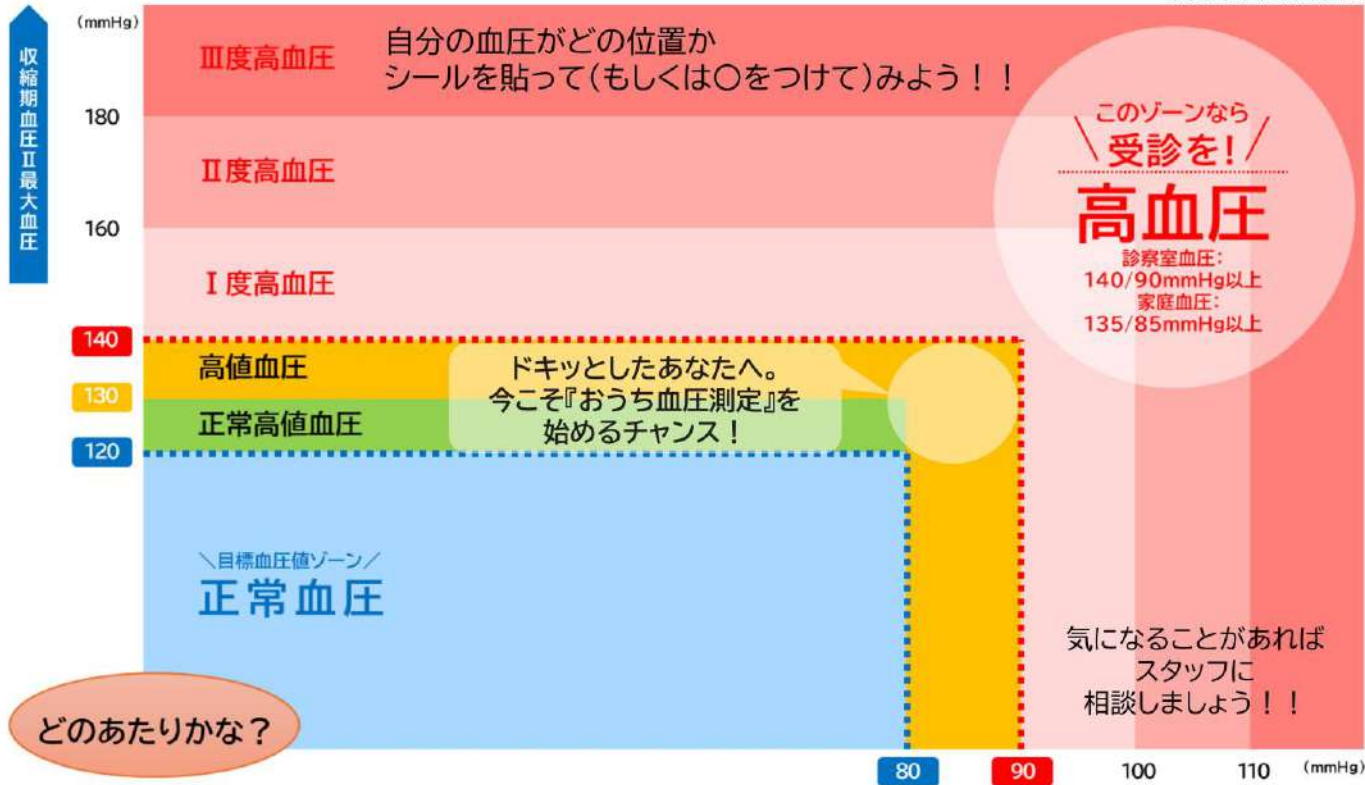 (mmHg)
収縮期血圧Ⅱ最大血圧
Ⅲ度高血圧
自分の血圧がどの位置か
シールを貼って(もしくは〇をつけて)みよう！！
180
Ⅱ度高血圧
160
Ⅰ度高血圧
このゾーンなら
\受診を!/
高血圧
診察室血圧:
140/90mmHg以上
家庭血圧:
135/85mmHg以上
140
高値血圧
130
正常高値血圧
120
ドキッとしたあなたへ。
今こそ『おうち血圧測定』を
始めるチャンス！
＼目標血圧値ゾーン／
正常血圧
気になることがあれば
スタッフに
相談しましょう！！
どのあたりかな？
80
90
100
110
(mmHg)